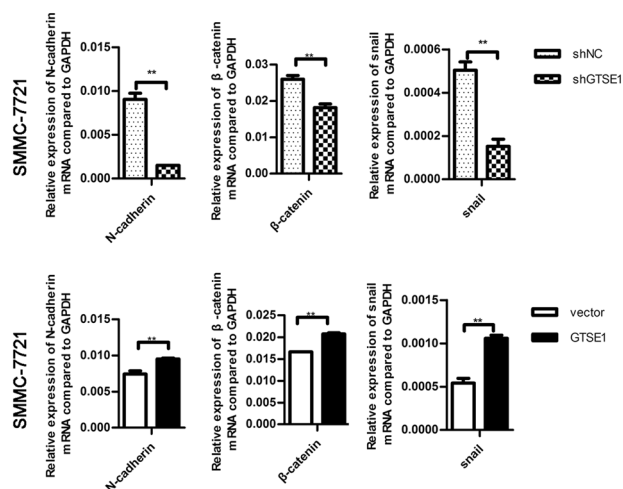 SMMC-7721
Relative expression of N-cadherin
mRNA compared to GAPDH
0.015
0.010
0.005
0.000
**
N-cadherin
Relative expression of β -catenin
mRNA compared to GAPDH
0.03
0.02
0.01
0.00
**
β-catenin
Relative expression of snail
mRNA compared to GAPDH
0.0006
0.0004
0.0002
0.0000
**
snail
shNC
shGTSE1
SMMC-7721
Relative expression of N-cadherin
mRNA compared to GAPDH
0.020
0.015
0.010
0.005
0.000
**
N-cadherin
Relative expression of β -catenin
mRNA compared to GAPDH
0.025
0.020
0.015
0.010
0.005
0.000
**
β-catenin
Relative expression of snail
mRNA compared to GAPDH
0.0015
0.0010
0.0005
0.0000
**
snail
vector
GTSE1